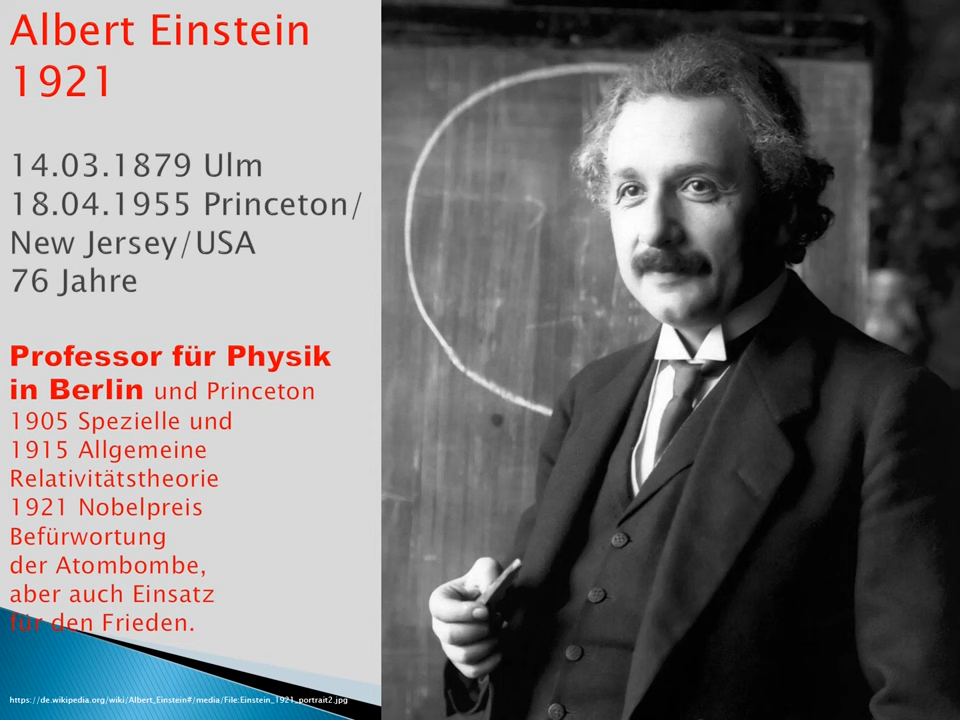 Albert Einstein
1921
14.03.1879 Ulm
18.04.1955 Princeton/
New Jersey/USA
76 Jahre
Professor für Physik
in Berlin und Princeton
1905 Spezielle und
1915 Allgemeine
Relativitätstheorie
1921 Nobelpreis
Befürwortung
der Atombombe,
aber auch Einsatz
für den Frieden.
https://de.wikipedia.org/wiki/Albert_Einstein#/media/File:Einstein_1921_portrait2.jpg